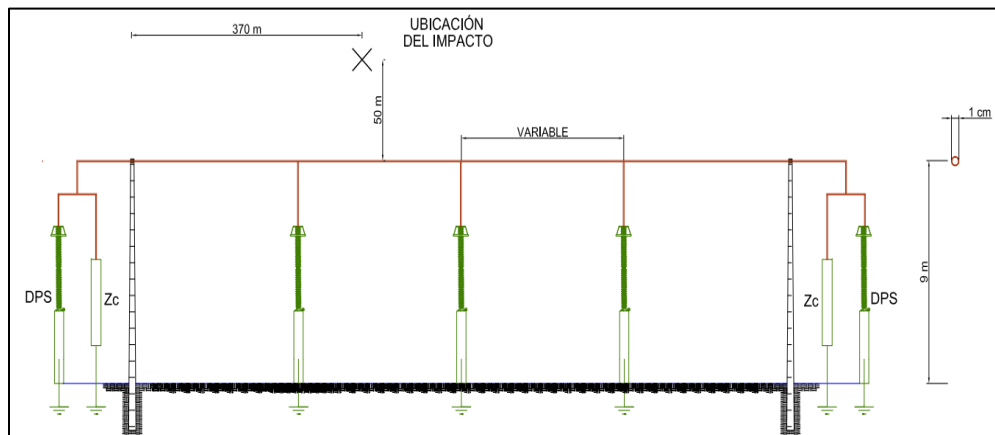 370 m
UBICACIÓN
DEL IMPACTO
50 m
VARIABLE
1 cm
9 m
DPS
Zc
Zc
DPS